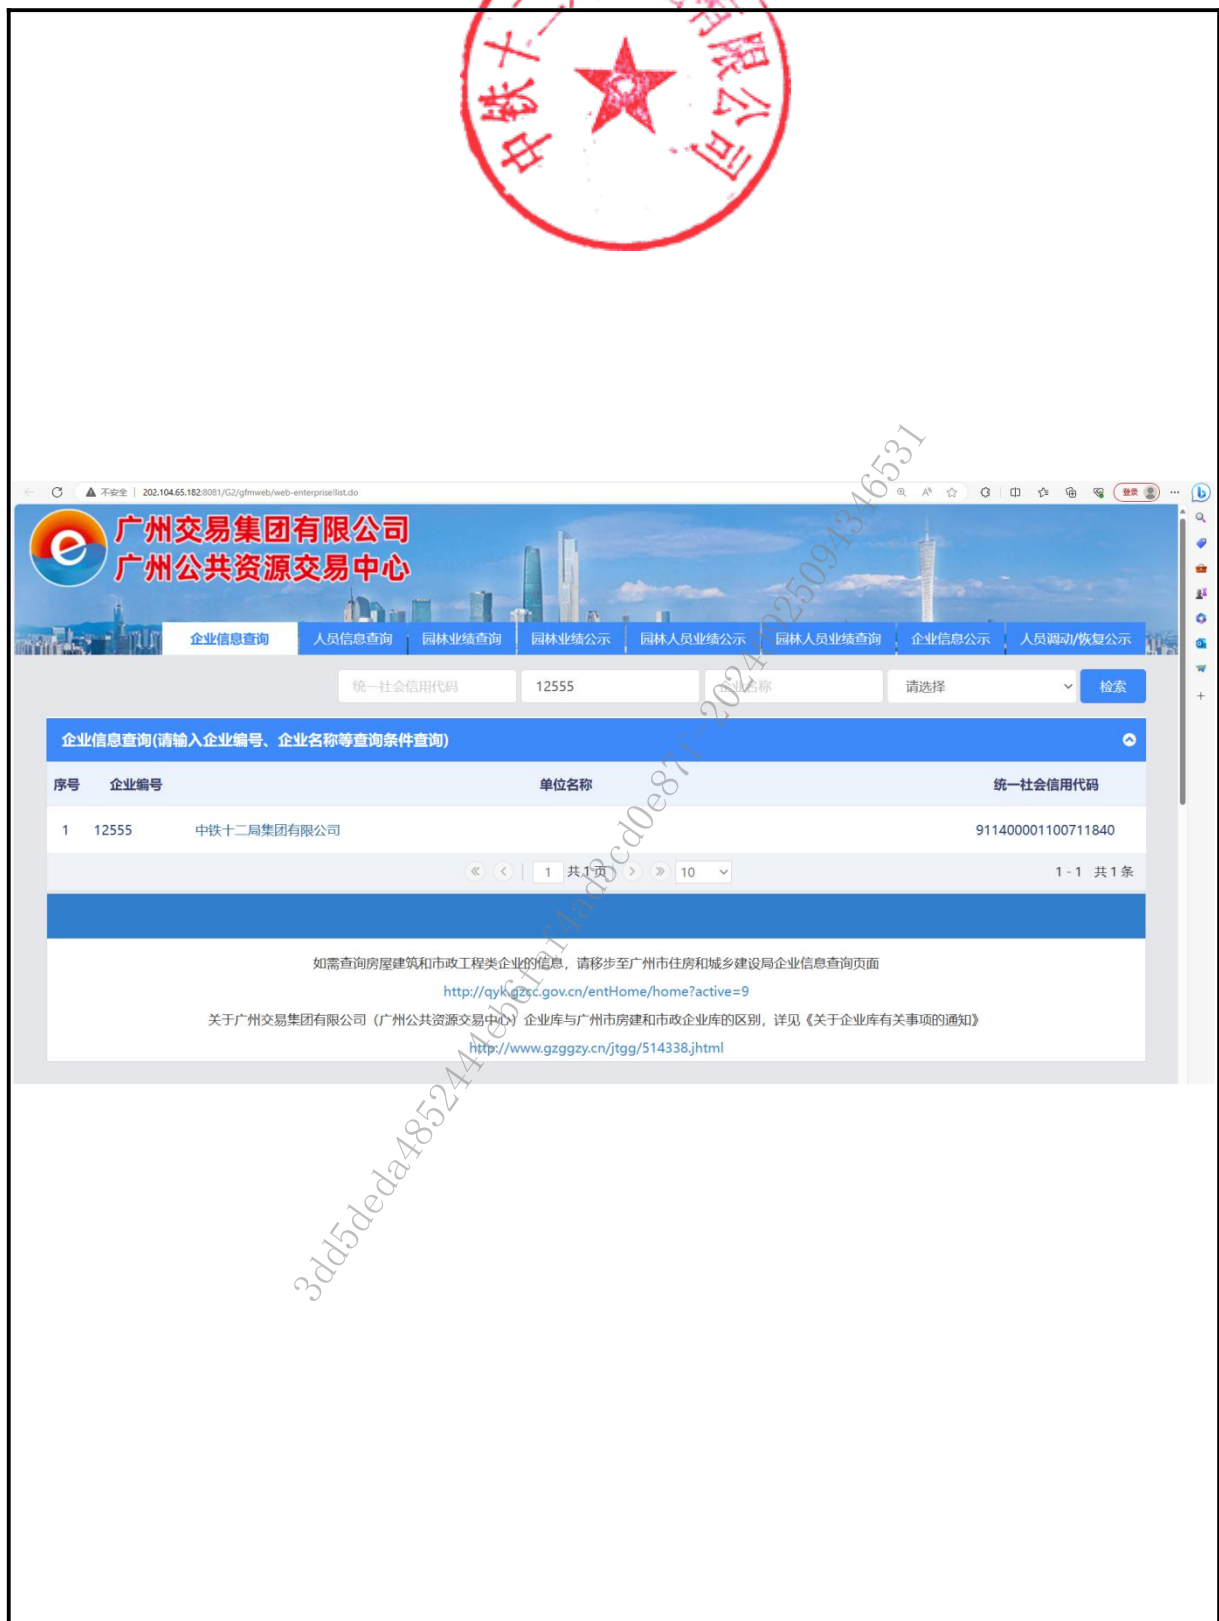 中铁十二 有限公司
不安全 | 202.104.65.182:8081/G2/gfmweb/web-enterprise!list.do
登录
广州交易集团有限公司
广州公共资源交易中心
企业信息查询 人员信息查询 园林业绩查询 园林业绩公示 园林人员业绩公示 园林人员业绩查询 企业信息公示 人员调动/恢复公示
统一社会信用代码 12555 企业名称 请选择 检索
企业信息查询(请输入企业编号、企业名称等查询条件查询)
序号 企业编号 单位名称 统一社会信用代码
1 12555 中铁十二局集团有限公司 911400001100711840
1 共 1 页 10 1 - 1 共 1 条
如需查询房屋建筑和市政工程类企业的信息，请移步至广州市住房和城乡建设局企业信息查询页面
http://qyk.gzcc.gov.cn/entHome/home?active=9
关于广州交易集团有限公司（广州公共资源交易中心）企业库与广州市房建和市政企业库的区别，详见《关于企业库有关事项的通知》
http://www.gzggzy.cn/jtgg/514338.jhtml